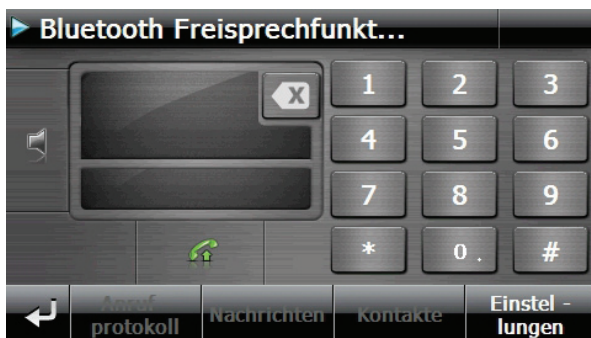 Bluetooth Freisprechfunkt...
X
1 2 3
4 5 6
7 8 9
* 0 . #
Anruf-
protokoll
Nachrichten
Kontakte
Einstel -
lungen